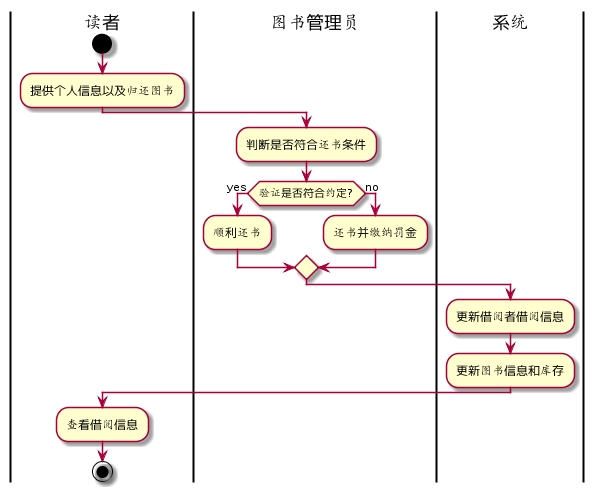 读者
图书管理员
系统
提供个人信息以及归还图书
判断是否符合还书条件
验证是否符合约定?
yes
no
顺利还书
还书并缴纳罚金
更新借阅者借阅信息
更新图书信息和库存
查看借阅信息